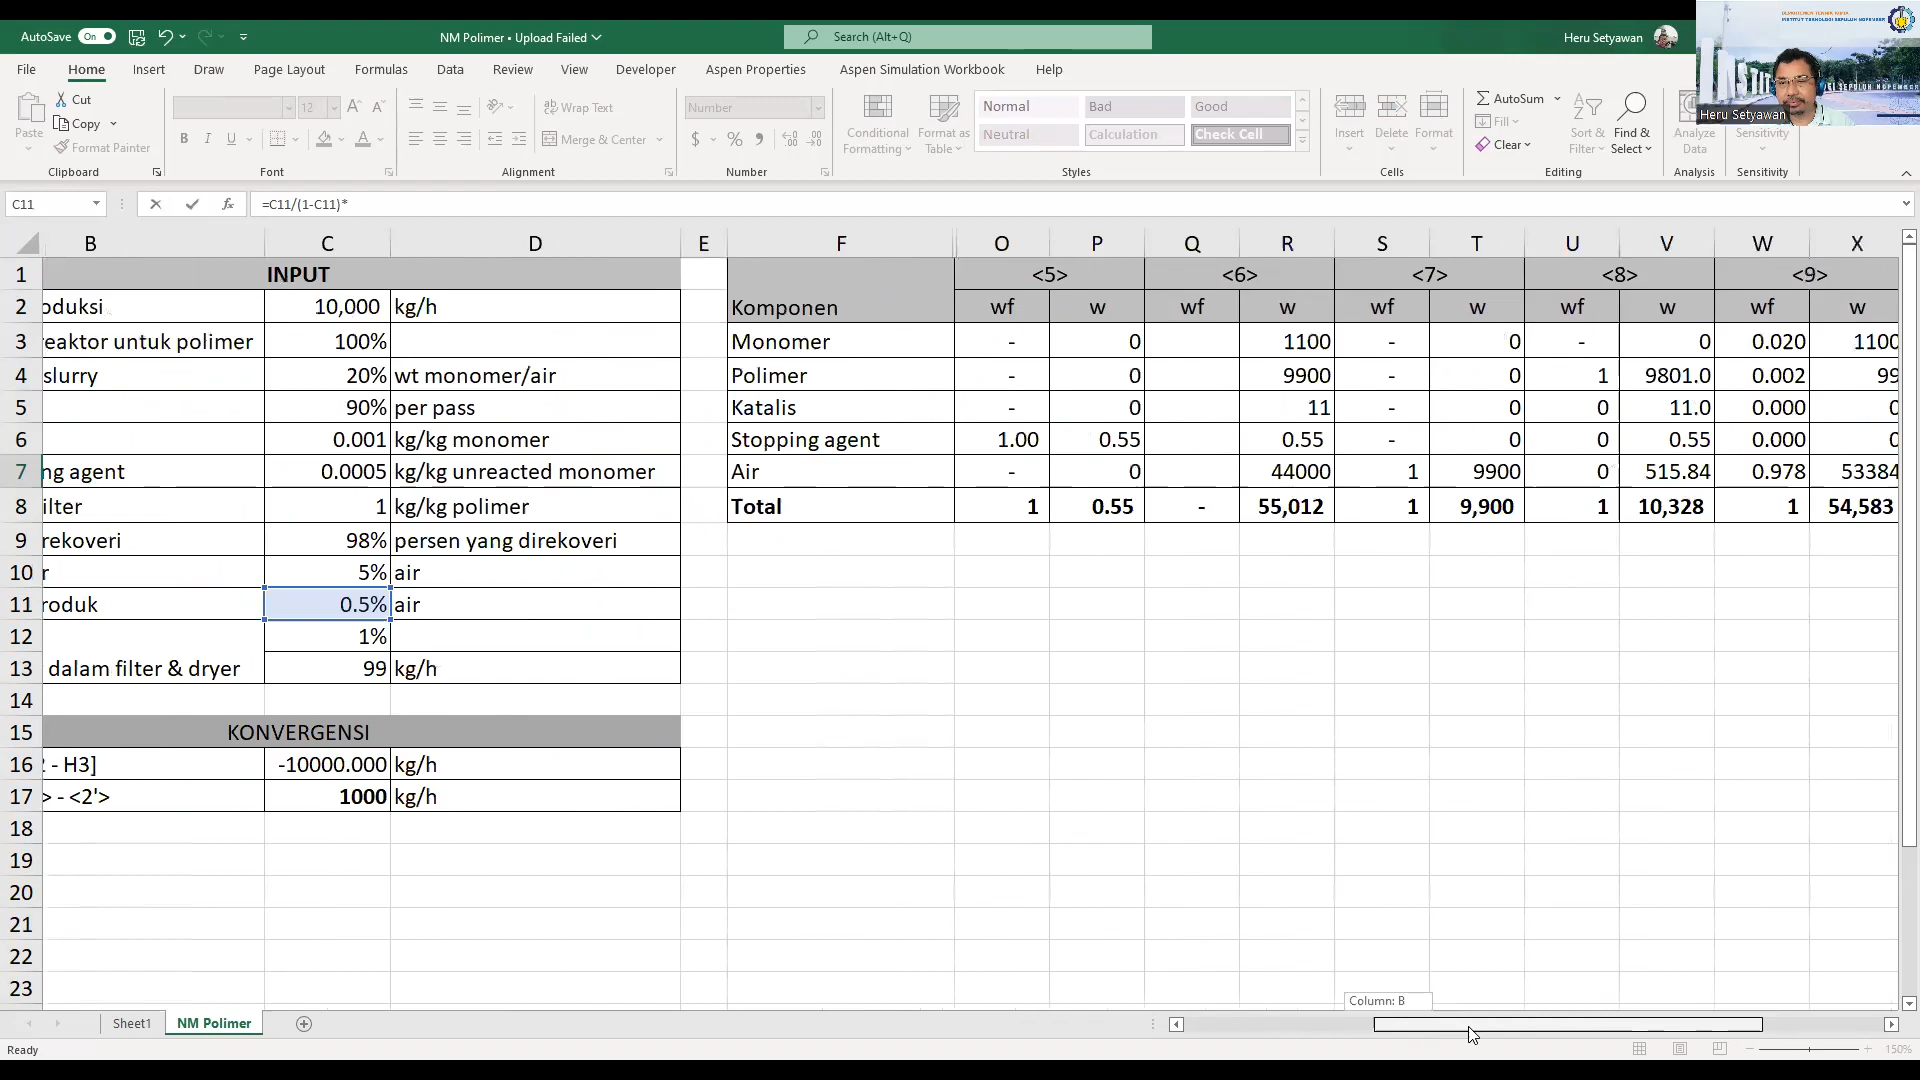 AutoSave On
NM Polimer • Upload Failed
Search (Alt+Q)
Heru Setyawan
File Home Insert Draw Page Layout Formulas Data Review View Developer Aspen Properties Aspen Simulation Workbook Help
Paste
Cut
Copy
Format Painter
Clipboard
12
B I U
Font
Wrap Text
Merge & Center
Alignment
Number
$ %
Number
Conditional Formatting
Format as Table
Normal Bad Good
Neutral Calculation Check Cell
Styles
Insert Delete Format
Cells
AutoSum
Fill
Clear
Sort & Filter
Find & Select
Editing
Analyze Data
Analysis
Sensitivity
Sensitivity
Heru Setyawan
C11 fx =C11/(1-C11)*
B C D E F O P Q R S T U V W X
1 INPUT <5> <6> <7> <8> <9>
2 oduksi 10,000 kg/h Komponen wf w wf w wf w wf w wf w
3 eaktor untuk polimer 100% Monomer - 0 1100 - 0 - 0 0.020 1100
4 slurry 20% wt monomer/air Polimer - 0 9900 - 0 1 9801.0 0.002 99
5 90% per pass Katalis - 0 11 - 0 0 11.0 0.000 0
6 0.001 kg/kg monomer Stopping agent 1.00 0.55 0.55 - 0 0 0.55 0.000 0
7 ng agent 0.0005 kg/kg unreacted monomer Air - 0 44000 1 9900 0 515.84 0.978 53384
8 ilter 1 kg/kg polimer Total 1 0.55 - 55,012 1 9,900 1 10,328 1 54,583
9 rekoveri 98% persen yang direkoveri
10 r 5% air
11 roduk 0.5% air
12 1%
13 dalam filter & dryer 99 kg/h
14
15 KONVERGENSI
16 - H3] -10000.000 kg/h
17 > - <2'> 1000 kg/h
18
19
20
21
22
23
Column: B
Sheet1 NM Polimer
Ready
150%